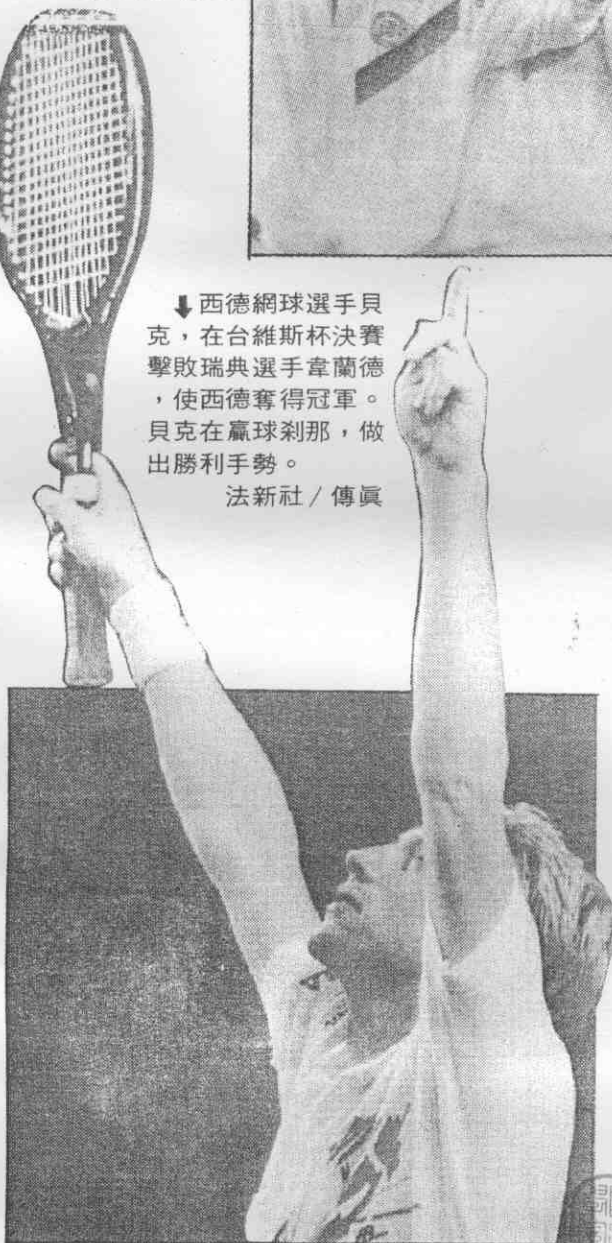 ⬇西德網球選手貝
克，在台維斯杯決賽
擊敗瑞典選手韋蘭德
，使西德奪得冠軍。
貝克在贏球剎那，做
出勝利手勢。
法新社／傳眞